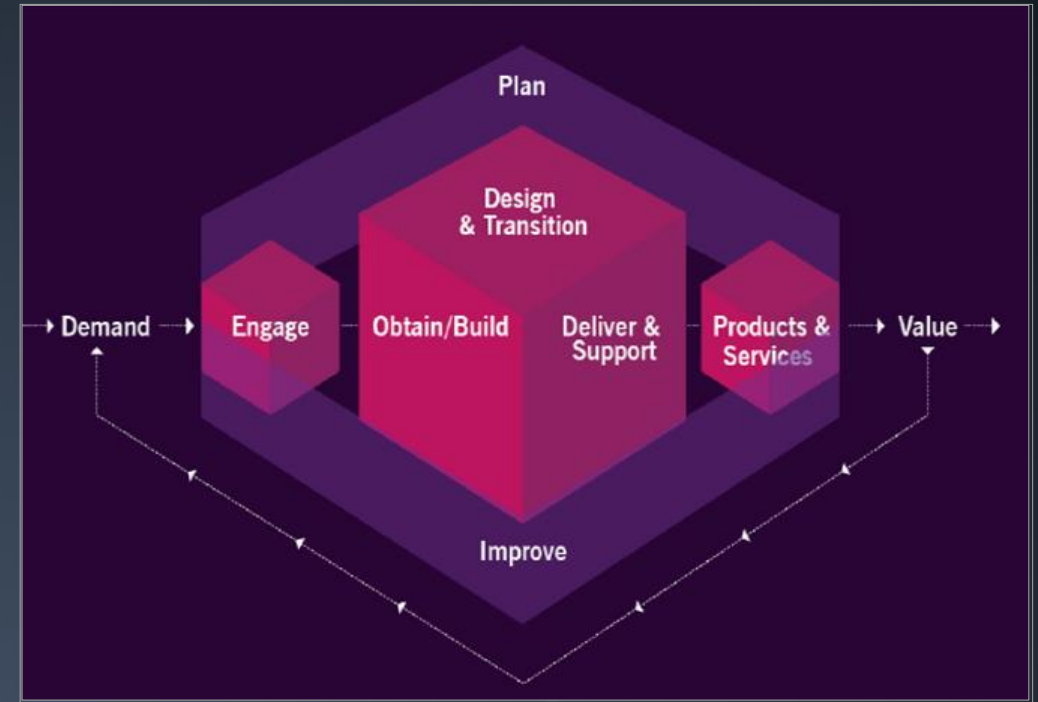 Plan
Design
& Transition
Demand
Engage
Obtain/Build
Deliver &
Support
Products &
Services
Value
Improve